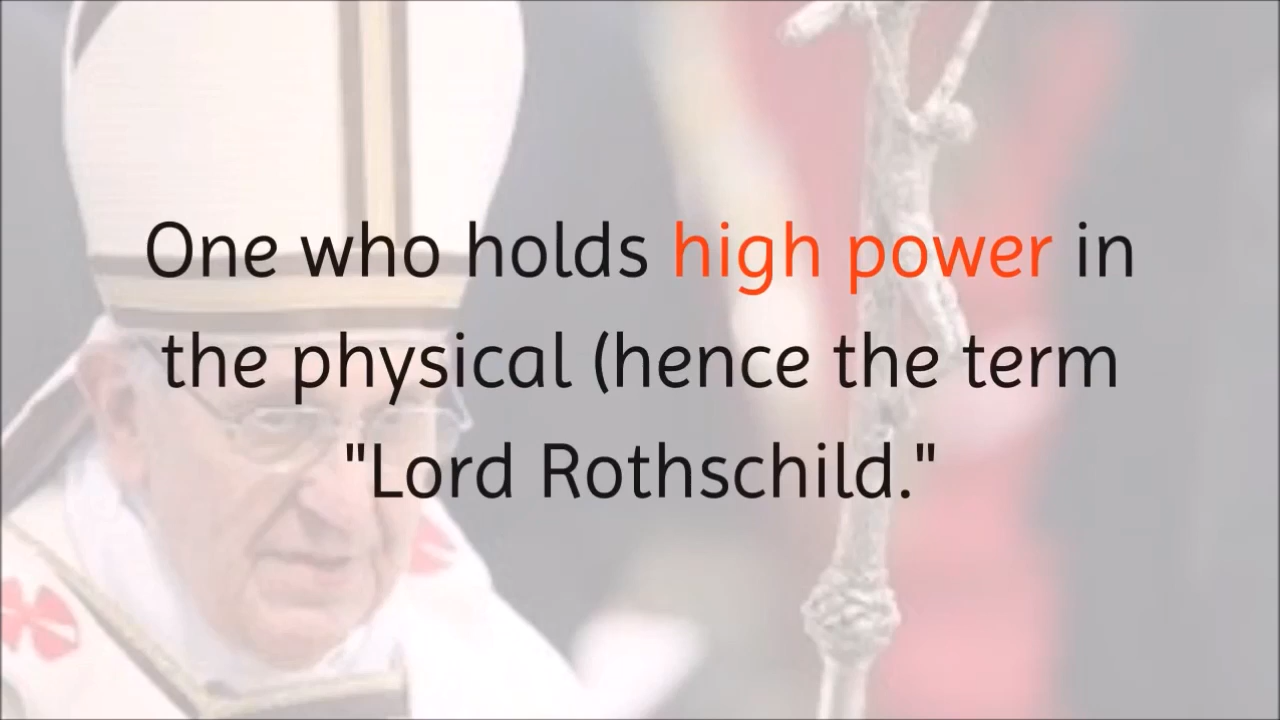 One who holds high power in
the physical (hence the term
"Lord Rothschild."